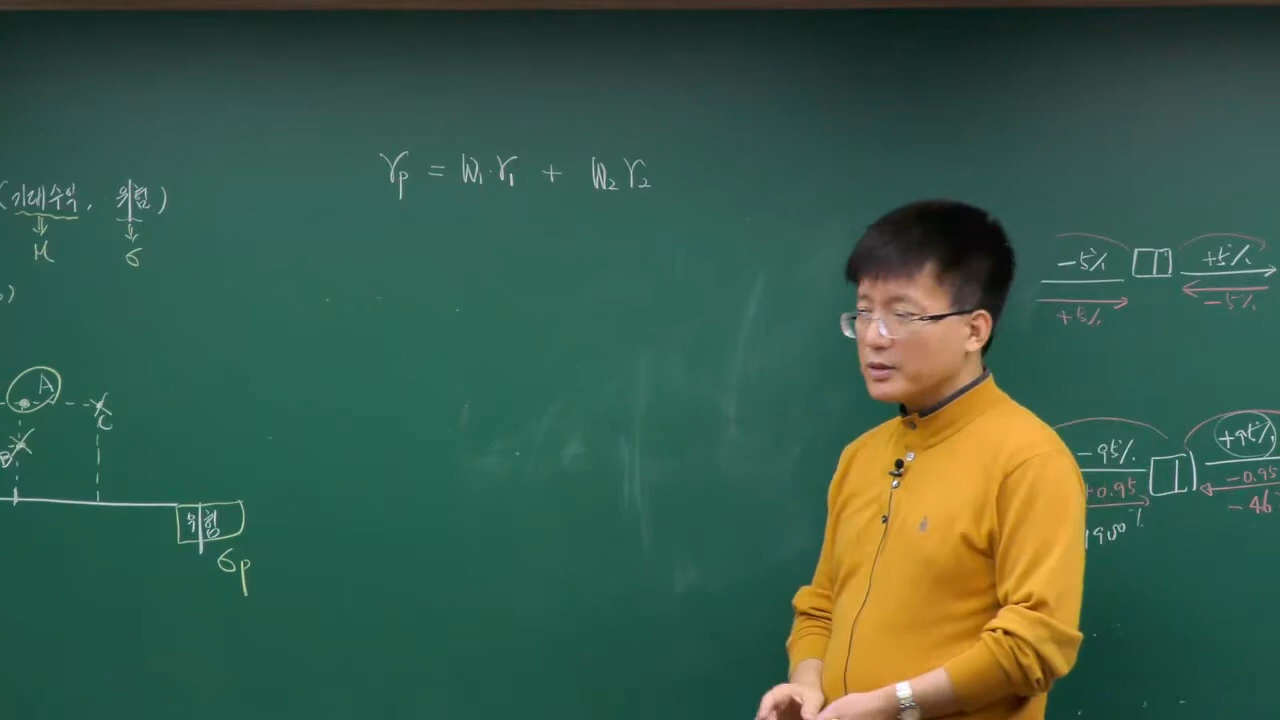 (기대수익, 위험)
⇓ ⇓
M σ
)
A
C
B
위험
σp
rp = W₁·r₁ + W₂r₂
-5% +5%
+5% -5%
-95% +95%
+0.95 -0.95
1900% -46